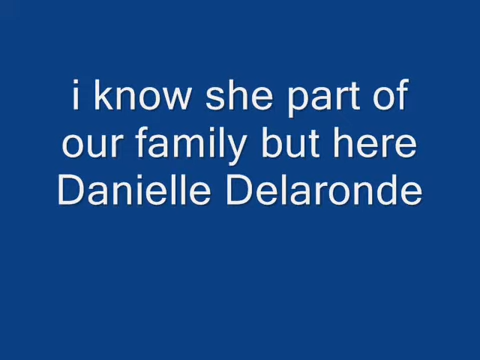 i know she part of
our family but here
Danielle Delaronde